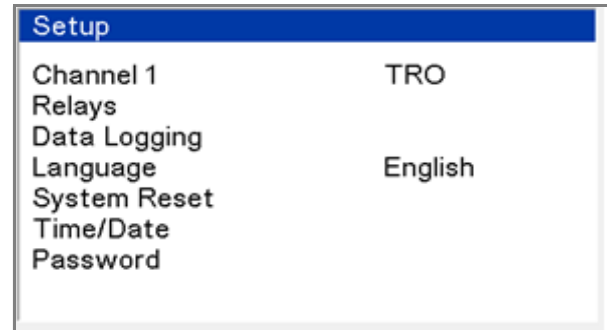 Setup
Channel 1 TRO
Relays
Data Logging
Language English
System Reset
Time/Date
Password